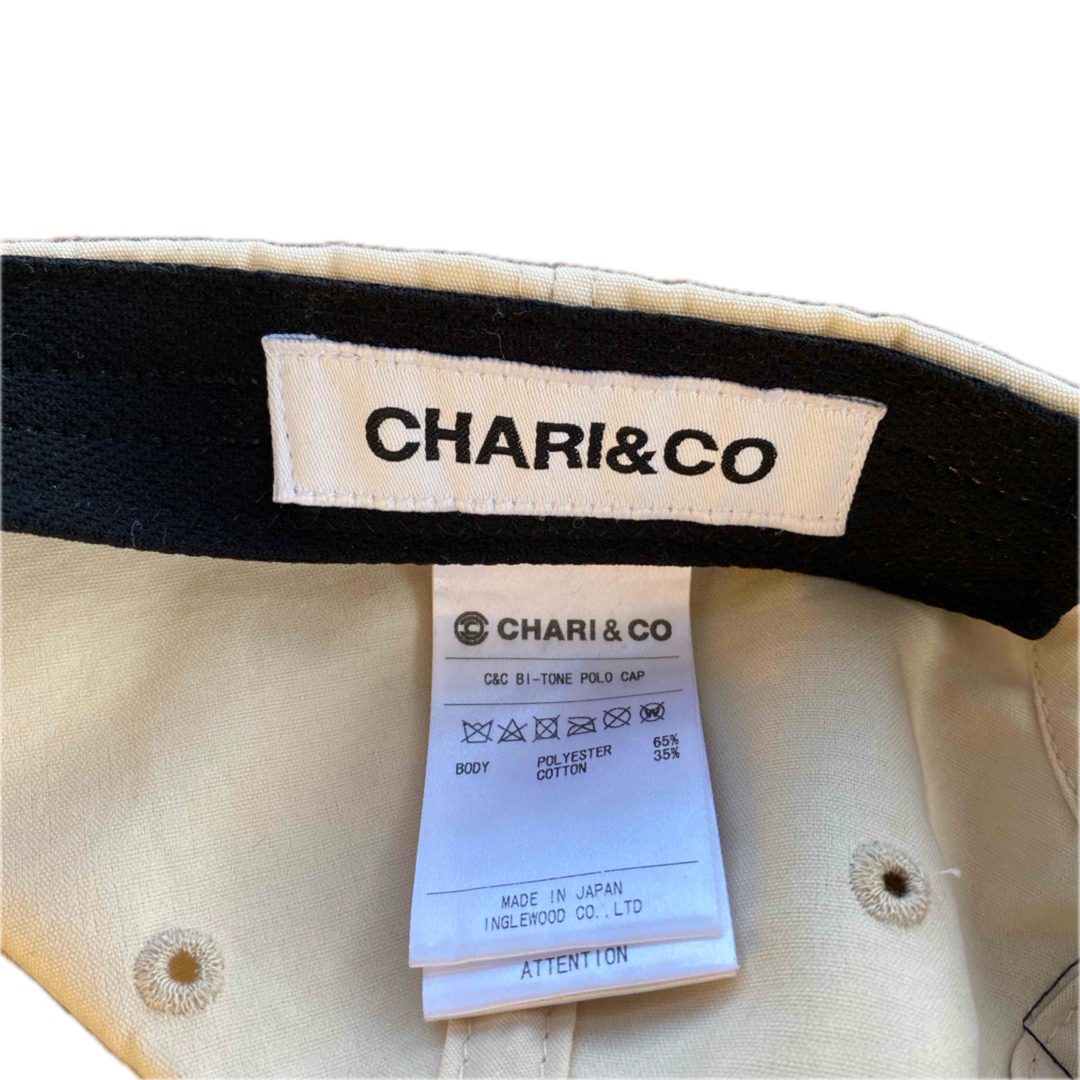 CHARI&CO
CHARI & CO
C&C BI-TONE POLO CAP
BODY POLYESTER 65%
COTTON 35%
MADE IN JAPAN
INGLEWOOD CO.,LTD
ATTENTION